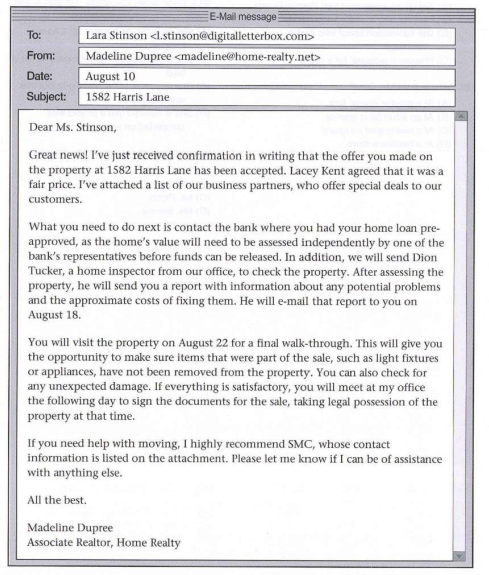 E-Mail message
To: Lara Stinson <l.stinson@digitalletterbox.com>
From: Madeline Dupree <madeline@home-realty.net>
Date: August 10
Subject: 1582 Harris Lane
Dear Ms. Stinson,
Great news! I've just received confirmation in writing that the offer you made on
the property at 1582 Harris Lane has been accepted. Lacey Kent agreed that it was a
fair price. I've attached a list of our business partners, who offer special deals to our
customers.
What you need to do next is contact the bank where you had your home loan pre-
approved, as the home's value will need to be assessed independently by one of the
bank's representatives before funds can be released. In addition, we will send Dion
Tucker, a home inspector from our office, to check the property. After assessing the
property, he will send you a report with information about any potential problems
and the approximate costs of fixing them. He will e-mail that report to you on
August 18.
You will visit the property on August 22 for a final walk-through. This will give you
the opportunity to make sure items that were part of the sale, such as light fixtures
or appliances, have not been removed from the property. You can also check for
any unexpected damage. If everything is satisfactory, you will meet at my office
the following day to sign the documents for the sale, taking legal possession of the
property at that time.
If you need help with moving, I highly recommend SMC, whose contact
information is listed on the attachment. Please let me know if I can be of assistance
with anything else.
All the best.
Madeline Dupree
Associate Realtor, Home Realty